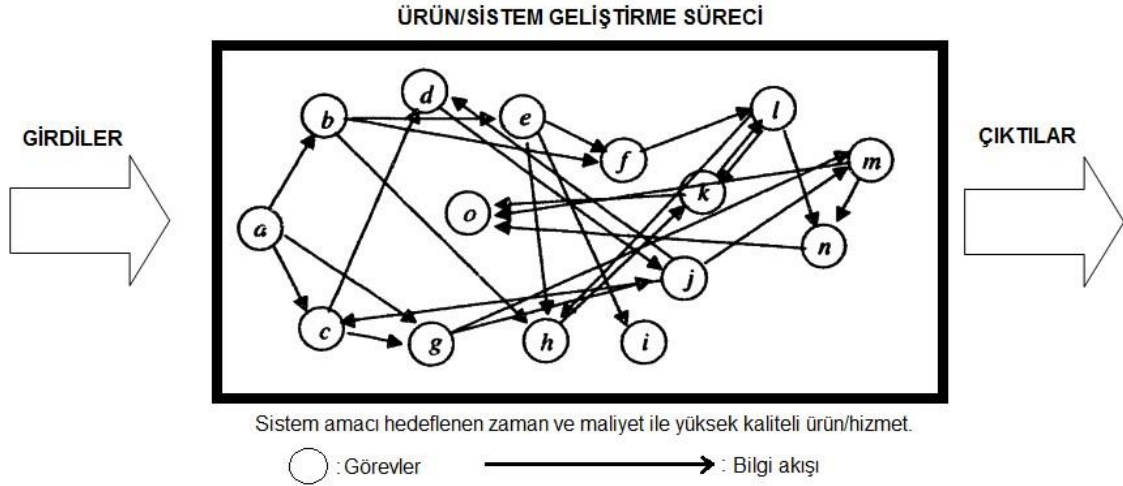 ÜRÜN/SİSTEM GELİŞTİRME SÜRECİ
GİRDİLER
ÇIKTILAR
d
l
b
e
f
m
k
o
a
n
j
c
g
h
i
Sistem amacı hedeflenen zaman ve maliyet ile yüksek kaliteli ürün/hizmet.
: Görevler : Bilgi akışı